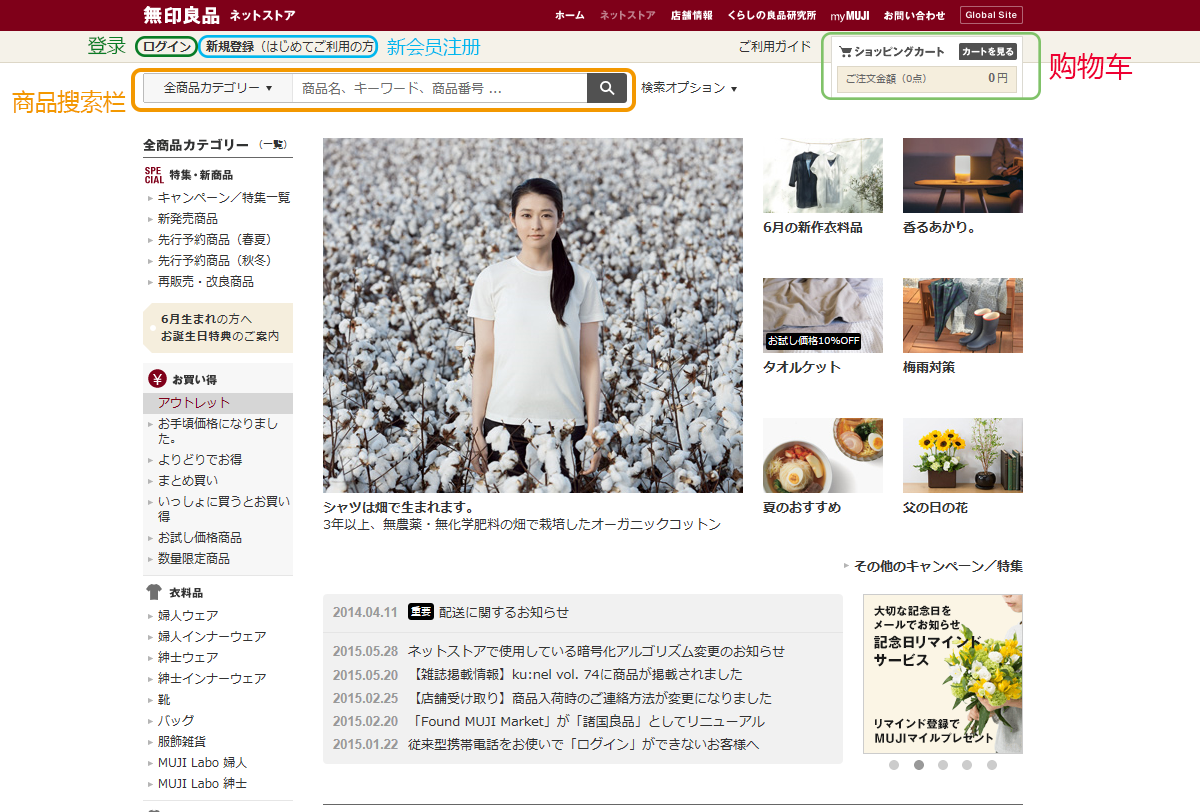 無印良品 ネットストア
ホーム ネットストア 店舗情報 くらしの良品研究所 myMUJI お問い合わせ Global Site
登录 ログイン 新規登録（はじめてご利用の方 新会员注册
ご利用ガイド
ショッピングカート カートを見る
ご注文金額（0点） 0円
购物车
商品搜索栏
全商品カテゴリー ▼ 商品名、キーワード、商品番号 ... 検索オプション ▼
全商品カテゴリー （一覧）
SPECIAL 特集・新商品
キャンペーン／特集一覧
新発売商品
先行予約商品（春夏）
先行予約商品（秋冬）
再販売・改良商品
6月生まれの方へ
お誕生日特典のご案内
¥ お買い得
アウトレット
お手頃価格になりまし
た。
よりどりでお得
まとめ買い
いっしょに買うとお買い
得
お試し価格商品
数量限定商品
衣料品
婦人ウェア
婦人インナーウェア
紳士ウェア
紳士インナーウェア
靴
バッグ
服飾雑貨
MUJI Labo 婦人
MUJI Labo 紳士
シャツは畑で生まれます。
3年以上、無農薬・無化学肥料の畑で栽培したオーガニックコットン
6月の新作衣料品
香るあかり。
お試し価格10%OFF
タオルケット
梅雨対策
夏のおすすめ
父の日の花
その他のキャンペーン／特集
2014.04.11 重要 配送に関するお知らせ
2015.05.28 ネットストアで使用している暗号化アルゴリズム変更のお知らせ
2015.05.20 【雑誌掲載情報】ku:nel vol. 74に商品が掲載されました
2015.02.25 【店舗受け取り】商品入荷時のご連絡方法が変更になりました
2015.02.20 「Found MUJI Market」が「諸国良品」としてリニューアル
2015.01.22 従来型携帯電話をお使いで「ログイン」ができないお客様へ
大切な記念日を
メールでお知らせ
記念日リマインド
サービス
リマインド登録で
MUJIマイルプレゼント